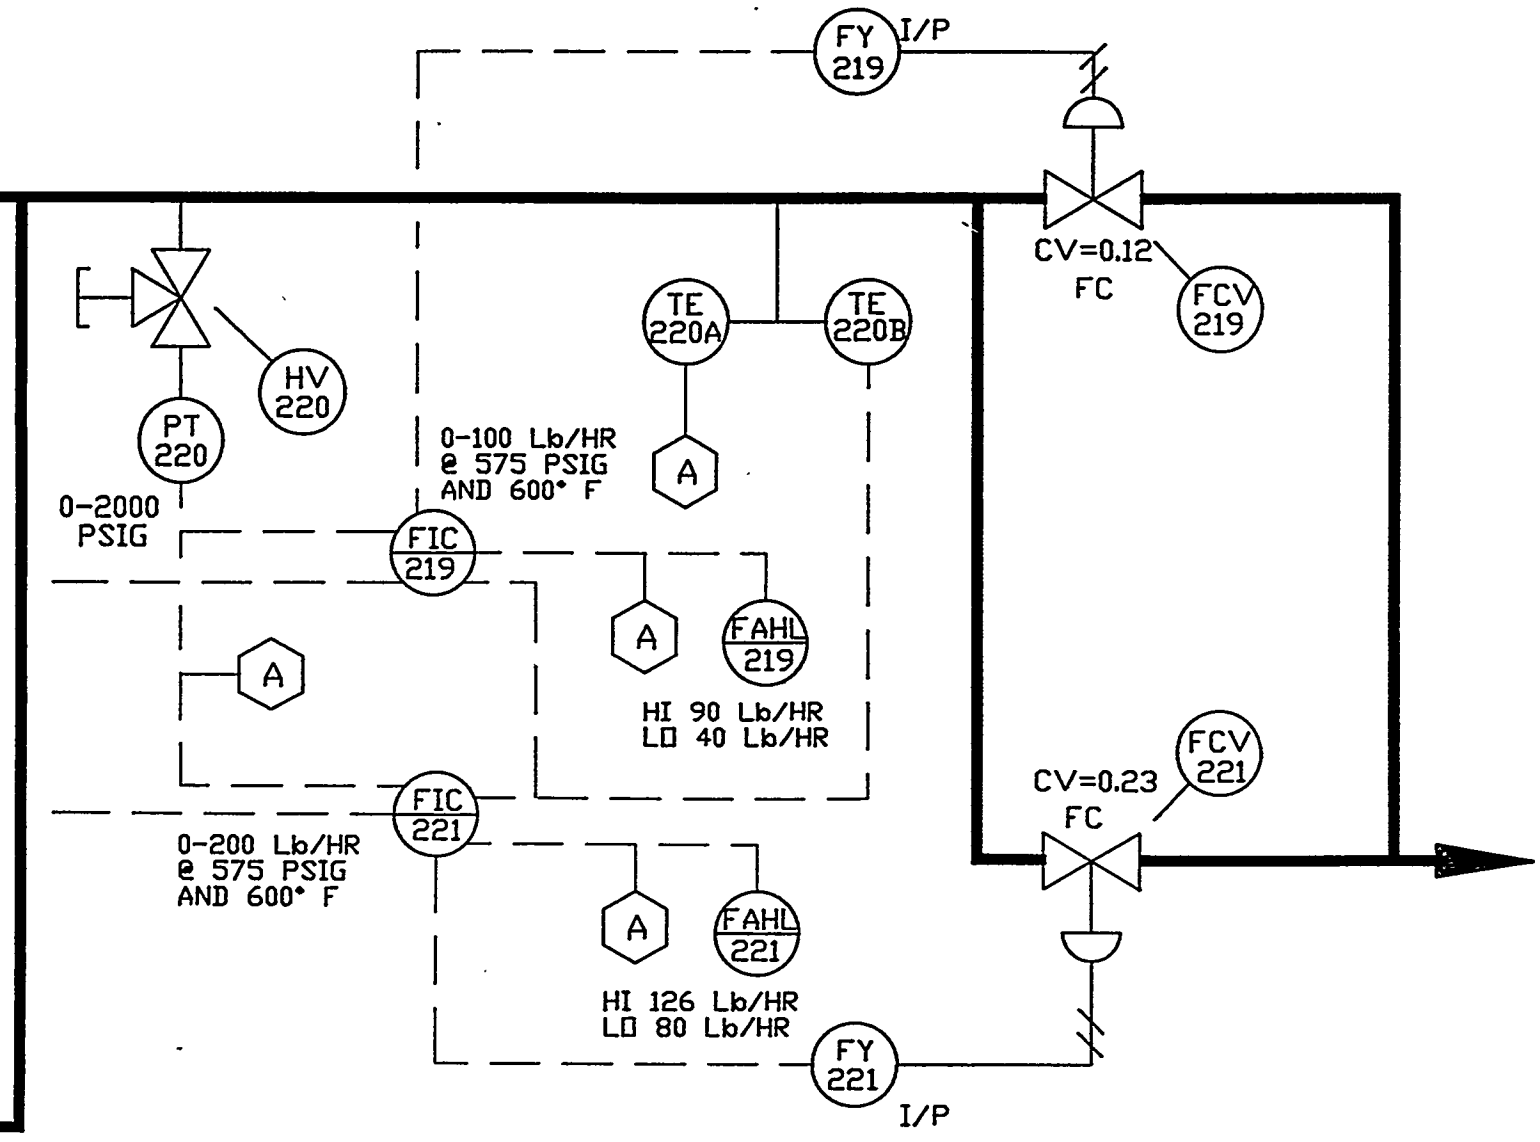 FY
219
I/P
CV=0.12
FC
FCV
219
TE
220A
TE
220B
HV
220
PT
220
0-2000
PSIG
0-100 Lb/HR
@ 575 PSIG
AND 600° F
A
FIC
219
A
FAHL
219
HI 90 Lb/HR
LO 40 Lb/HR
A
FCV
221
CV=0.23
FC
FIC
221
0-200 Lb/HR
@ 575 PSIG
AND 600° F
A
FAHL
221
HI 126 Lb/HR
LO 80 Lb/HR
FY
221
I/P